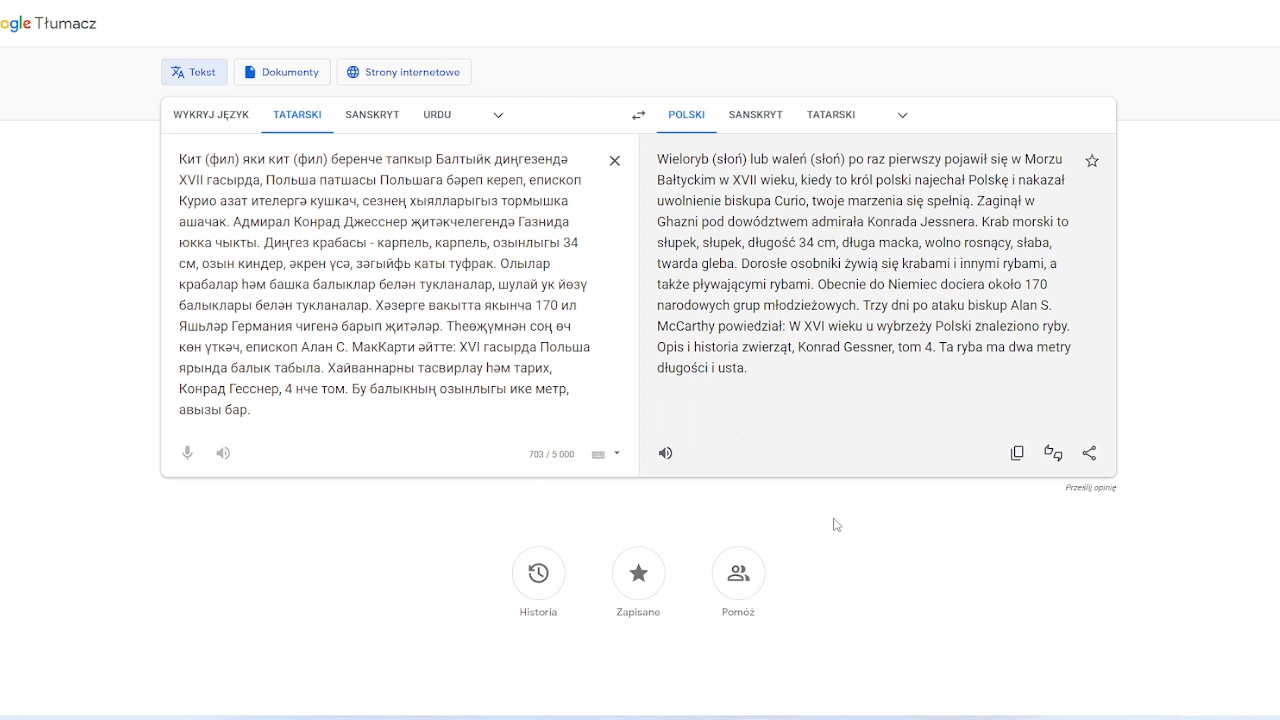 ogle Tłumacz
Tekst
Dokumenty
Strony internetowe
WYKRYJ JĘZYK
TATARSKI
SANSKRYT
URDU
POLSKI
SANSKRYT
TATARSKI
Кит (фил) яки кит (фил) беренче тапкыр Балтыйк диңгезендә
XVII гасырда, Польша патшасы Польшага бәреп кереп, епископ
Курио азат ителергә кушкач, сезнең хыялларыгыз тормышка
ашачак. Адмирал Конрад Джесснер җитәкчелегендә Газнида
юкка чыкты. Диңгез крабасы - карпель, карпель, озынлыгы 34
см, озын киндер, әкрен үсә, зәгыйфь каты туфрак. Олылар
крабалар һәм башка балыклар белән тукланалар, шулай ук йөзү
балыклары белән тукланалар. Хәзерге вакытта якынча 170 ил
Яшьләр Германия чигенә барып җитәләр. Тһеөҗүмнән соң өч
көн үткәч, епископ Алан С. МакКарти әйтте: XVI гасырда Польша
ярында балык табыла. Хайваннарны тасвирлау һәм тарих,
Конрад Гесснер, 4 нче том. Бу балыкның озынлыгы ике метр,
авызы бар.
703 / 5 000
Wieloryb (słoń) lub waleń (słoń) po raz pierwszy pojawił się w Morzu
Bałtyckim w XVII wieku, kiedy to król polski najechał Polskę i nakazał
uwolnienie biskupa Curio, twoje marzenia się spełnią. Zaginął w
Ghazni pod dowództwem admirała Konrada Jessnera. Krab morski to
słupek, słupek, długość 34 cm, długa macka, wolno rosnący, słaba,
twarda gleba. Dorosłe osobniki żywią się krabami i innymi rybami, a
także pływającymi rybami. Obecnie do Niemiec dociera około 170
narodowych grup młodzieżowych. Trzy dni po ataku biskup Alan S.
McCarthy powiedział: W XVI wieku u wybrzeży Polski znaleziono ryby.
Opis i historia zwierząt, Konrad Gessner, tom 4. Ta ryba ma dwa metry
długości i usta.
Prześlij opinię
Historia
Zapisane
Pomóż